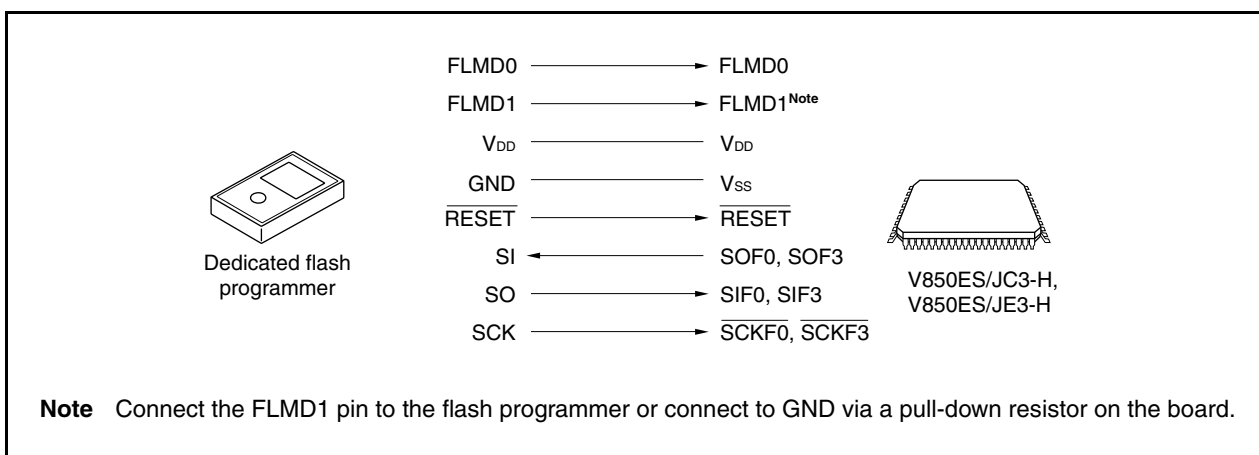 FLMD0 FLMD0
FLMD1 FLMD1Note
VDD VDD
GND VSS
RESET RESET
SI SOF0, SOF3
SO SIF0, SIF3
SCK SCKF0, SCKF3
Dedicated flash
programmer
V850ES/JC3-H,
V850ES/JE3-H
Note Connect the FLMD1 pin to the flash programmer or connect to GND via a pull-down resistor on the board.